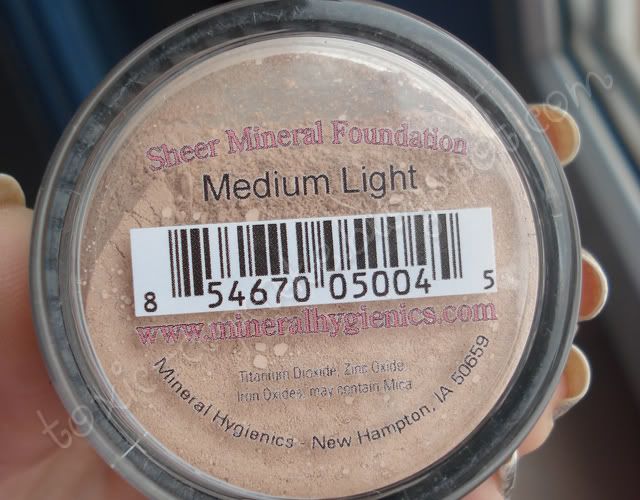 Sheer Mineral Foundation
Medium Light
8 54670 05004 5
www.mineralhygienics.com
Titanium Dioxide, Zinc Oxide
Iron Oxides, may contain Mica
Mineral Hygienics - New Hampton, IA 50659